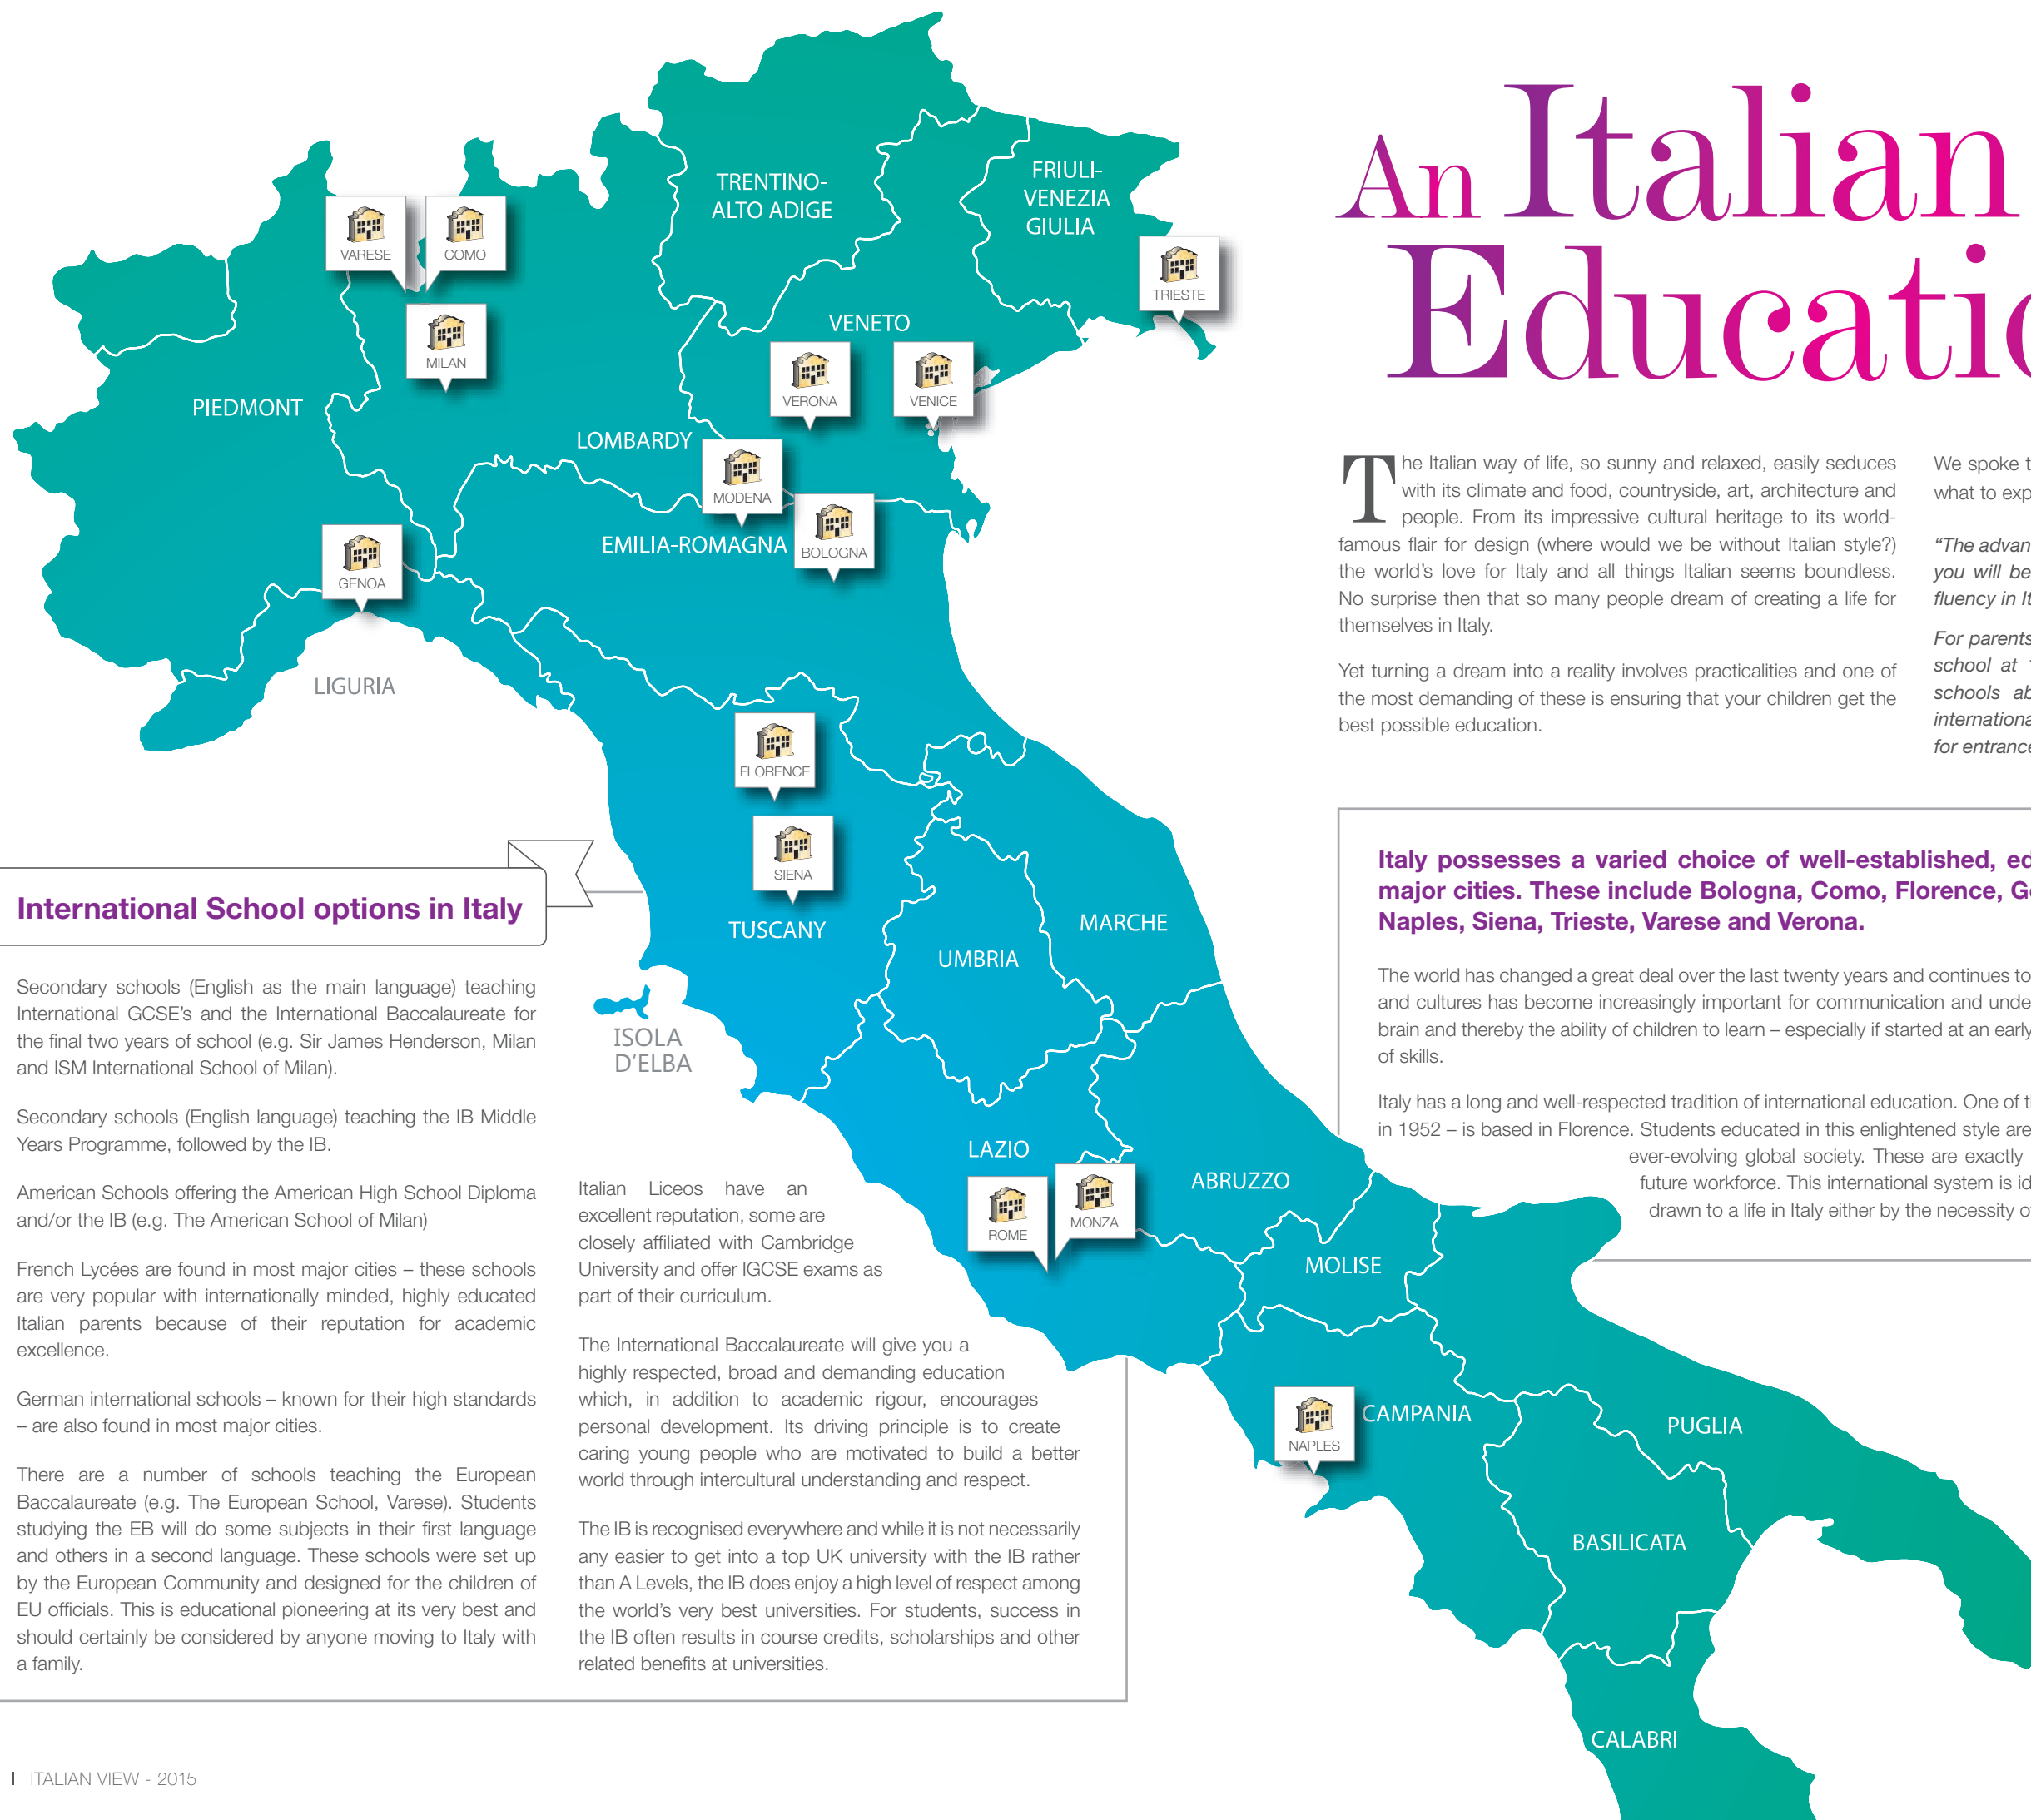 An Italian
TRENTINO-
ALTO ADIGE
FRIULI-
VENEZIA
GIULIA
VARESE
COMO
TRIESTE
MILAN
VENETO
VERONA
VENICE
PIEDMONT
LOMBARDY
MODENA
EMILIA-ROMAGNA
BOLOGNA
GENOA
LIGURIA
FLORENCE
SIENA
TUSCANY
MARCHE
UMBRIA
ISOLA
D'ELBA
LAZIO
ROME
MONZA
ABRUZZO
MOLISE
CAMPANIA
NAPLES
PUGLIA
BASILICATA
CALABRI
The Italian way of life, so sunny and relaxed, easily seduces
with its climate and food, countryside, art, architecture and
people. From its impressive cultural heritage to its world-
famous flair for design (where would we be without Italian style?)
the world's love for Italy and all things Italian seems boundless.
No surprise then that so many people dream of creating a life for
themselves in Italy.
Yet turning a dream into a reality involves practicalities and one of
the most demanding of these is ensuring that your children get the
best possible education.
We spoke
what to
"The
you will be
fluency in
For parents
school at
schools
for
Italy possesses a varied choice of well-established,
major cities. These include Bologna, Como, Florence,
Naples, Siena, Trieste, Varese and Verona.
The world has changed a great deal over the last twenty years and continues to
and cultures has become increasingly important for communication and
brain and thereby the ability of children to learn – especially if started at an early
of skills.
Italy has a long and well-respected tradition of international education. One of
in 1952 – is based in Florence. Students educated in this enlightened style are
ever-evolving global society. These are exactly
future workforce. This international system is
drawn to a life in Italy either by the necessity
International School options in Italy
Secondary schools (English as the main language) teaching
International GCSE's and the International Baccalaureate for
the final two years of school (e.g. Sir James Henderson, Milan
and ISM International School of Milan).
Secondary schools (English language) teaching the IB Middle
Years Programme, followed by the IB.
American Schools offering the American High School Diploma
and/or the IB (e.g. The American School of Milan)
French Lycées are found in most major cities – these schools
are very popular with internationally minded, highly educated
Italian parents because of their reputation for academic
excellence.
German international schools – known for their high standards
– are also found in most major cities.
There are a number of schools teaching the European
Baccalaureate (e.g. The European School, Varese). Students
studying the EB will do some subjects in their first language
and others in a second language. These schools were set up
by the European Community and designed for the children of
EU officials. This is educational pioneering at its very best and
should certainly be considered by anyone moving to Italy with
a family.
Italian Liceos have an
excellent reputation, some are
closely affiliated with Cambridge
University and offer IGCSE exams as
part of their curriculum.
The International Baccalaureate will give you a
highly respected, broad and demanding education
which, in addition to academic rigour, encourages
personal development. Its driving principle is to create
caring young people who are motivated to build a better
world through intercultural understanding and respect.
The IB is recognised everywhere and while it is not necessarily
any easier to get into a top UK university with the IB rather
than A Levels, the IB does enjoy a high level of respect among
the world's very best universities. For students, success in
the IB often results in course credits, scholarships and other
related benefits at universities.
I ITALIAN VIEW - 2015